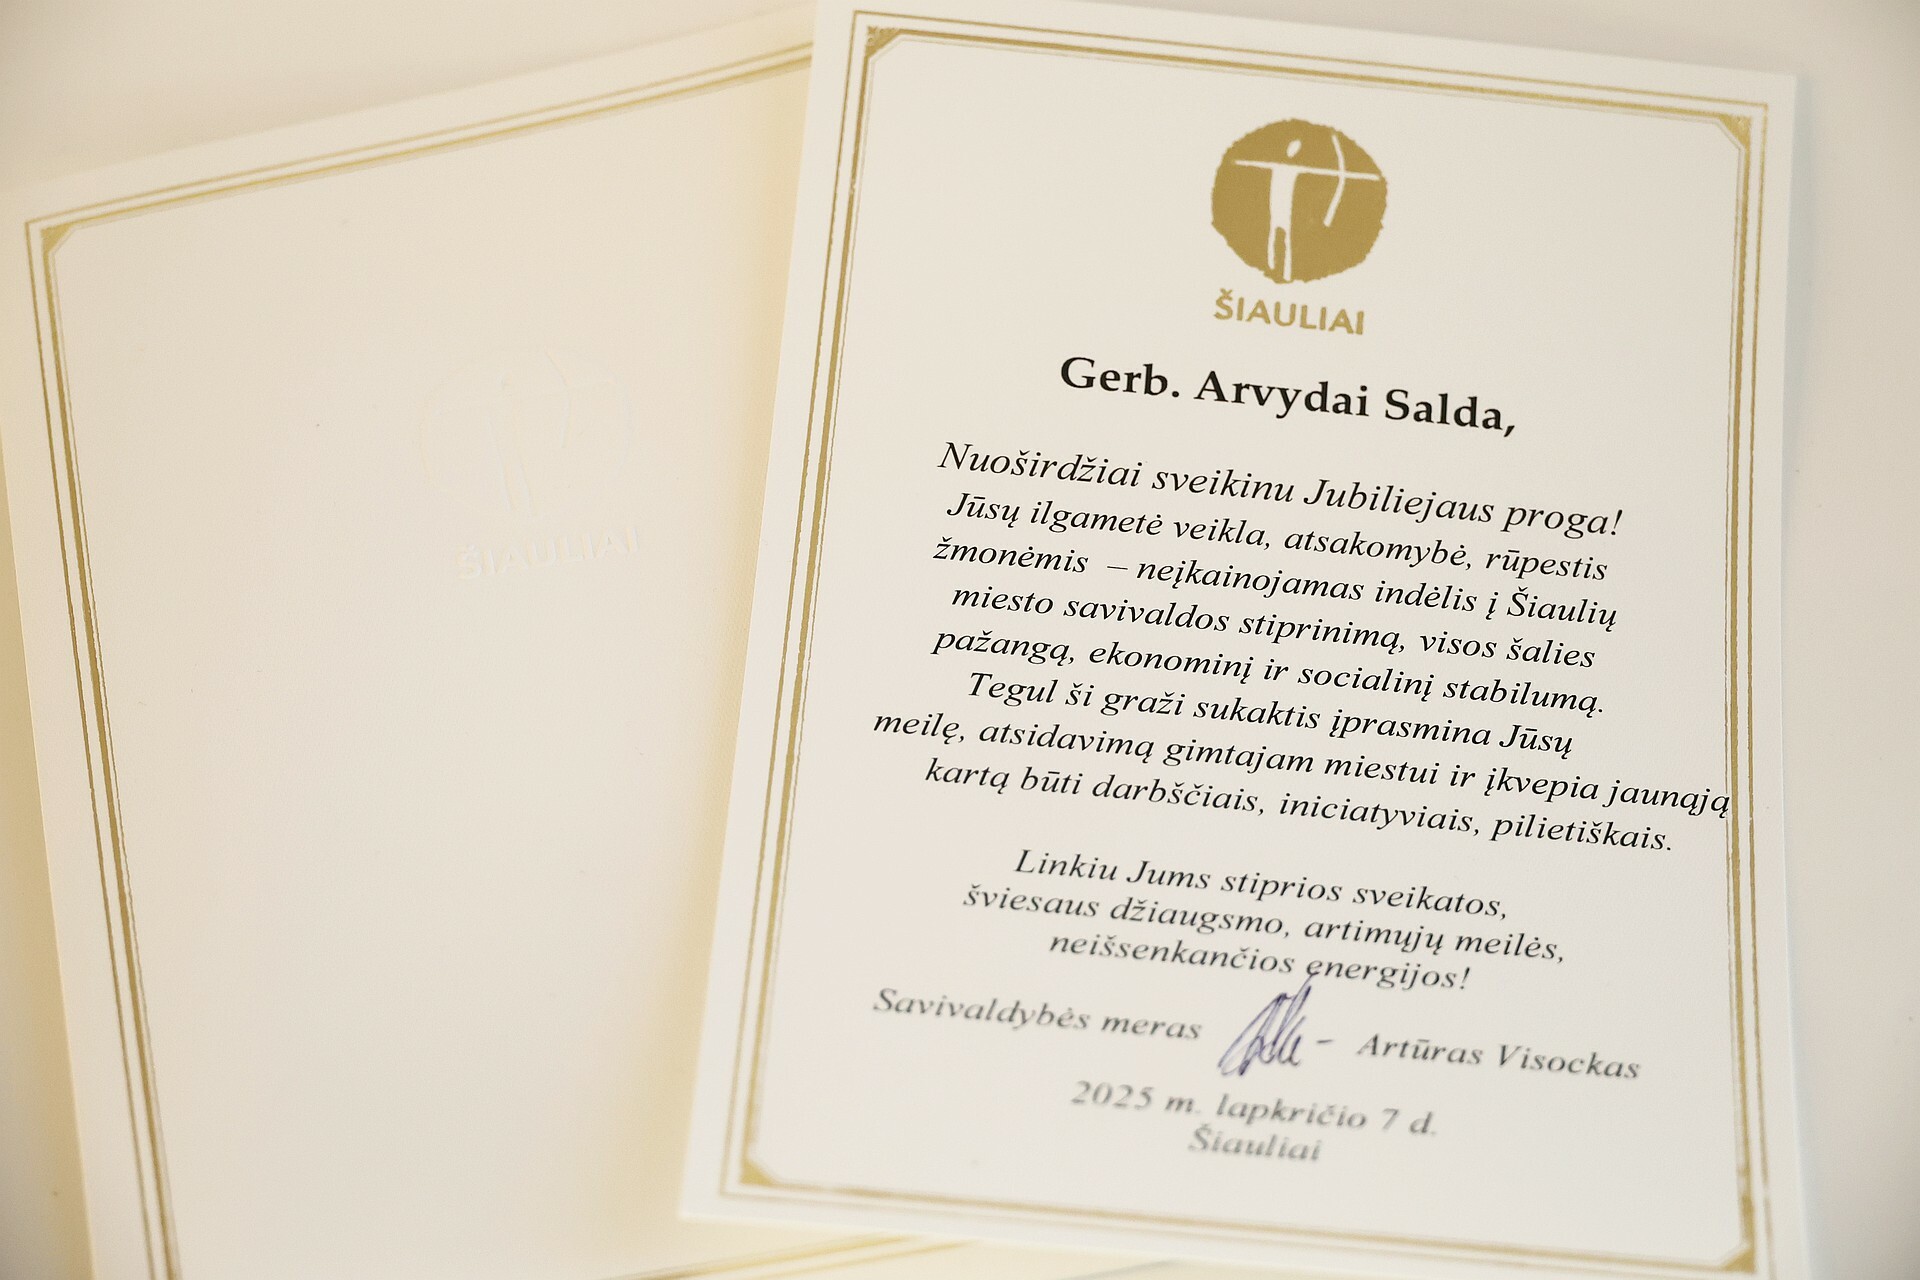 ŠIAULIAI
ŠIAULIAI
Gerb. Arvydai Salda,
Nuoširdžiai sveikinu Jubiliejaus proga!
Jūsų ilgametė veikla, atsakomybė, rūpestis
žmonėmis – neįkainojamas indėlis į Šiaulių
miesto savivaldos stiprinimą, visos šalies
pažangą, ekonominį ir socialinį stabilumą.
Tegul ši graži sukaktis įprasmina Jūsų
meilę, atsidavimą gimtajam miestui ir įkvepia jaunąją
kartą būti darbščiais, iniciatyviais, pilietiškais.
Linkiu Jums stiprios sveikatos,
šviesaus džiaugsmo, artimųjų meilės,
neišsenkančios energijos!
Savivaldybės meras - Artūras Visockas
2025 m. lapkričio 7 d.
Šiauliai